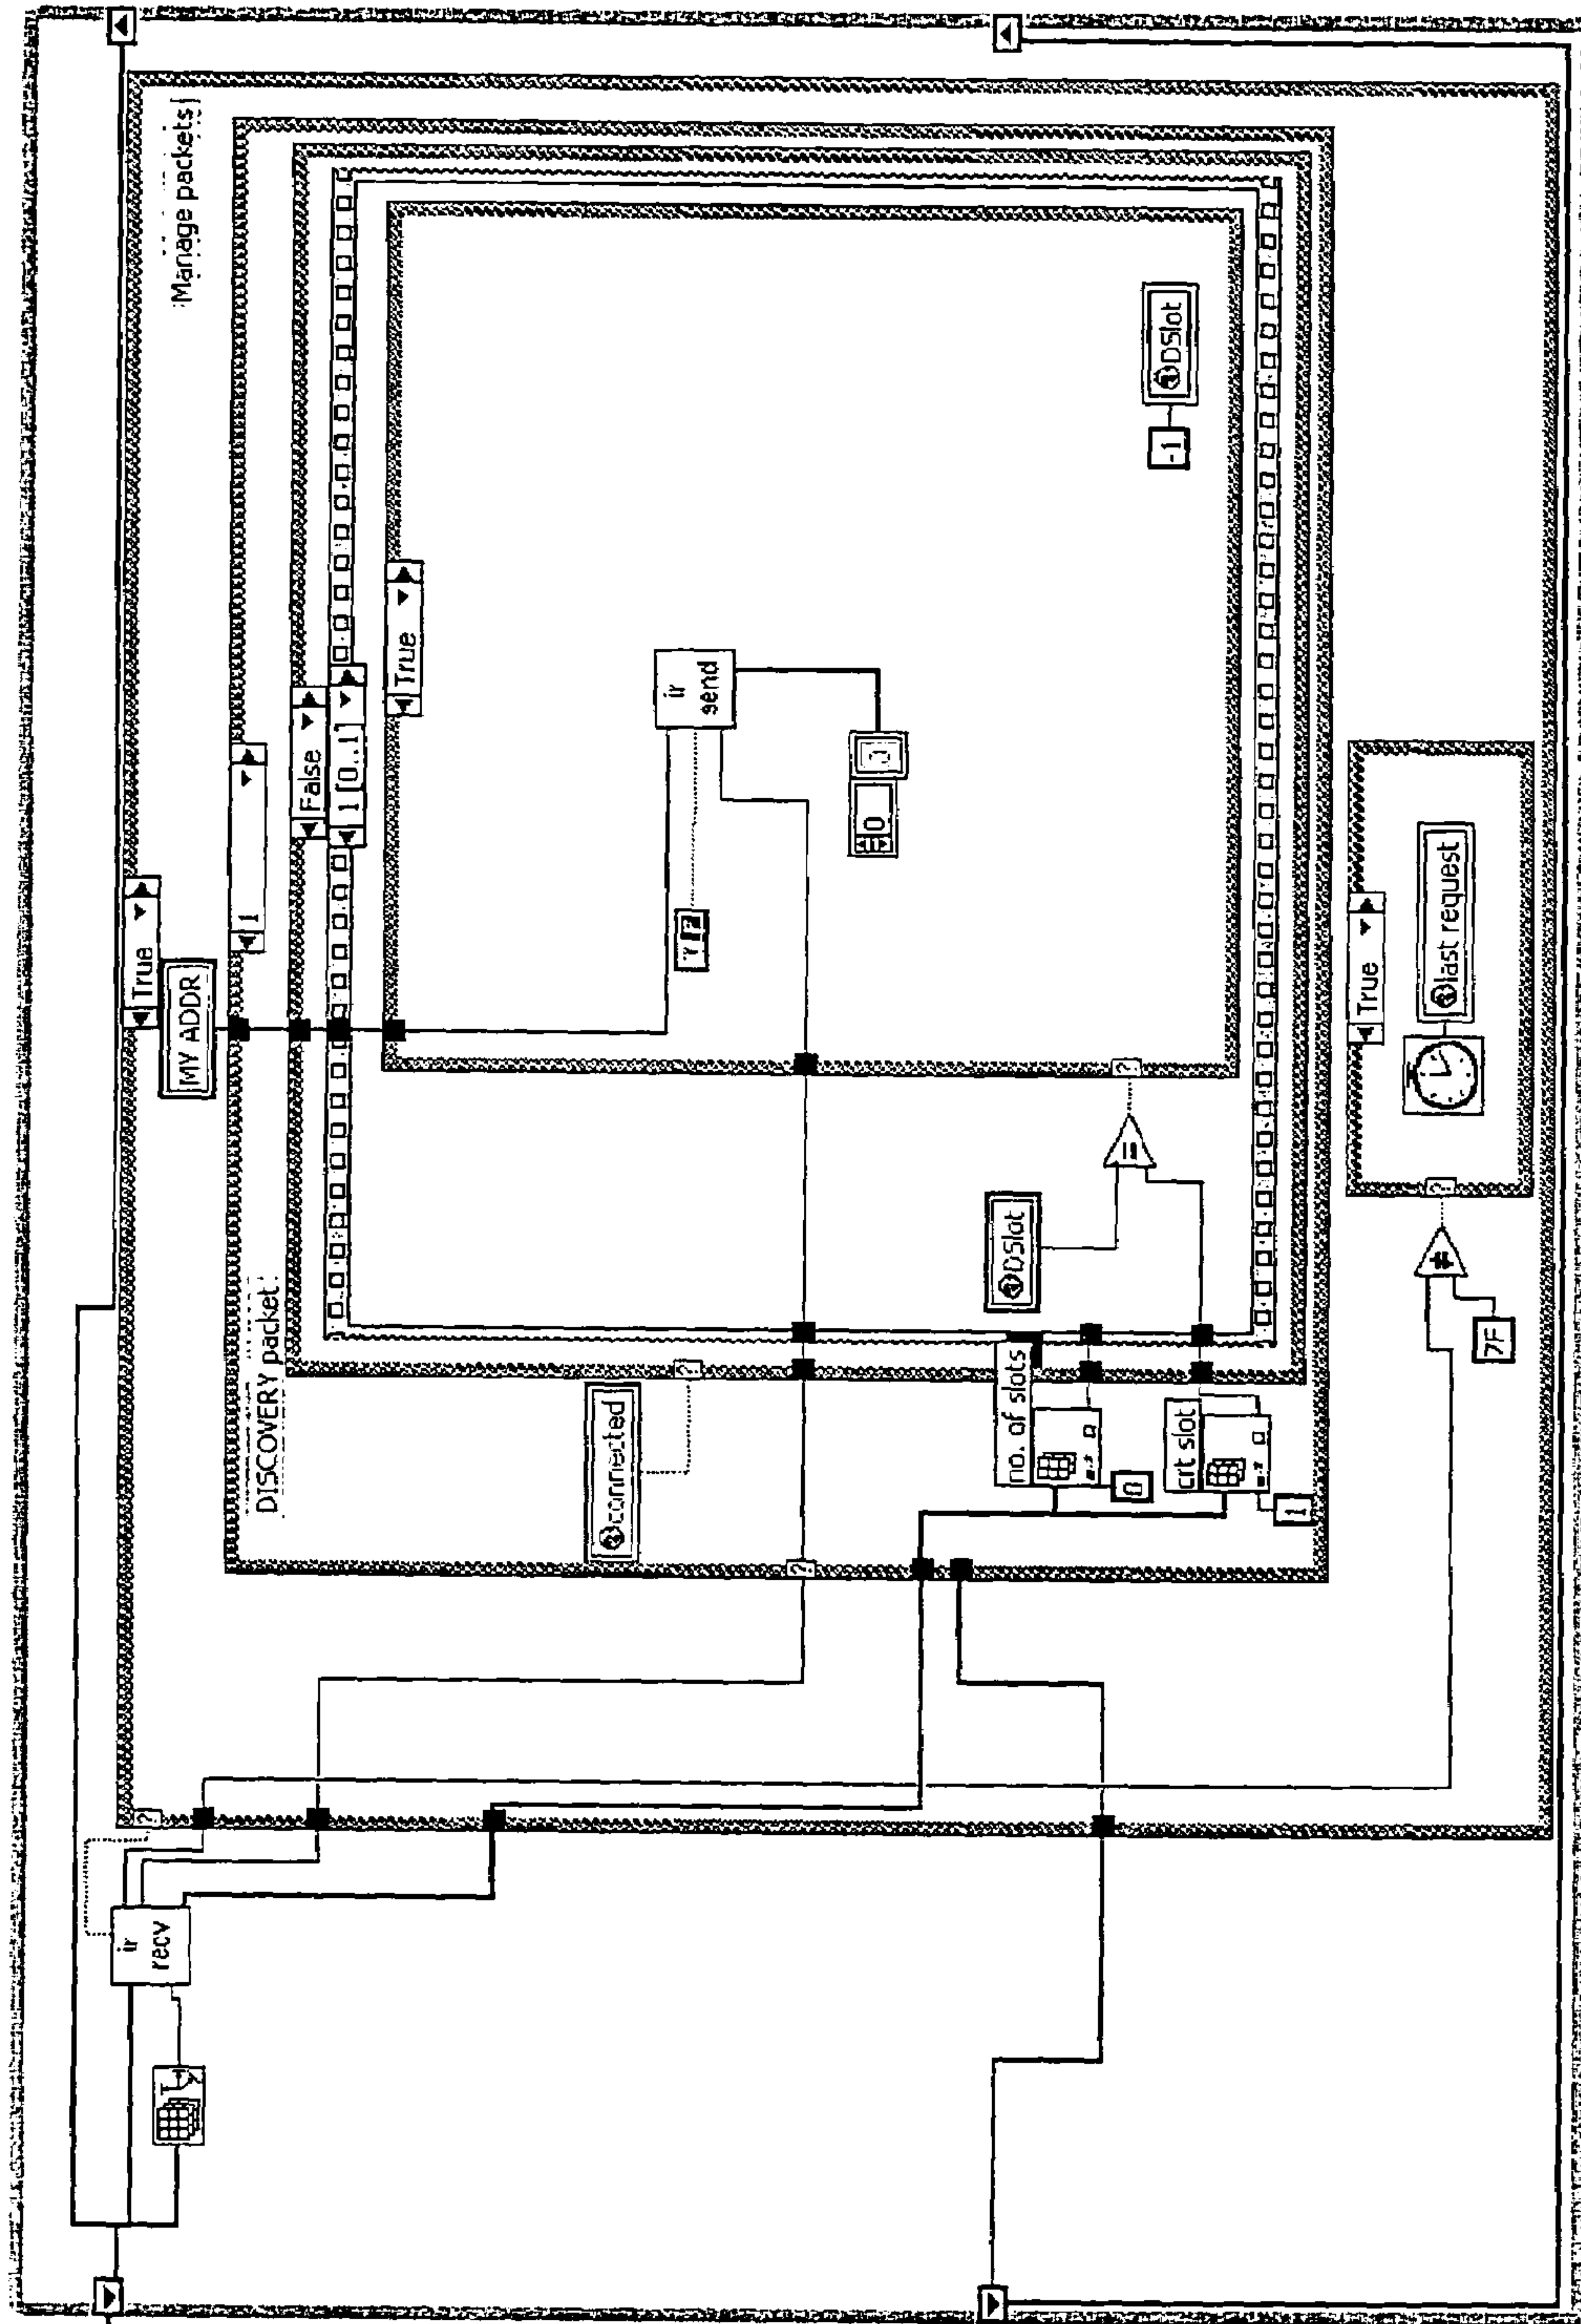 ir
recv
True
Manage packets
MY ADDR
1
DISCOVERY packet
False
1 [0..1]
True
connected
ir
send
0
no. of slots
0
crt slot
1
DSlot
=
-1
DSlot
7F
True
last request